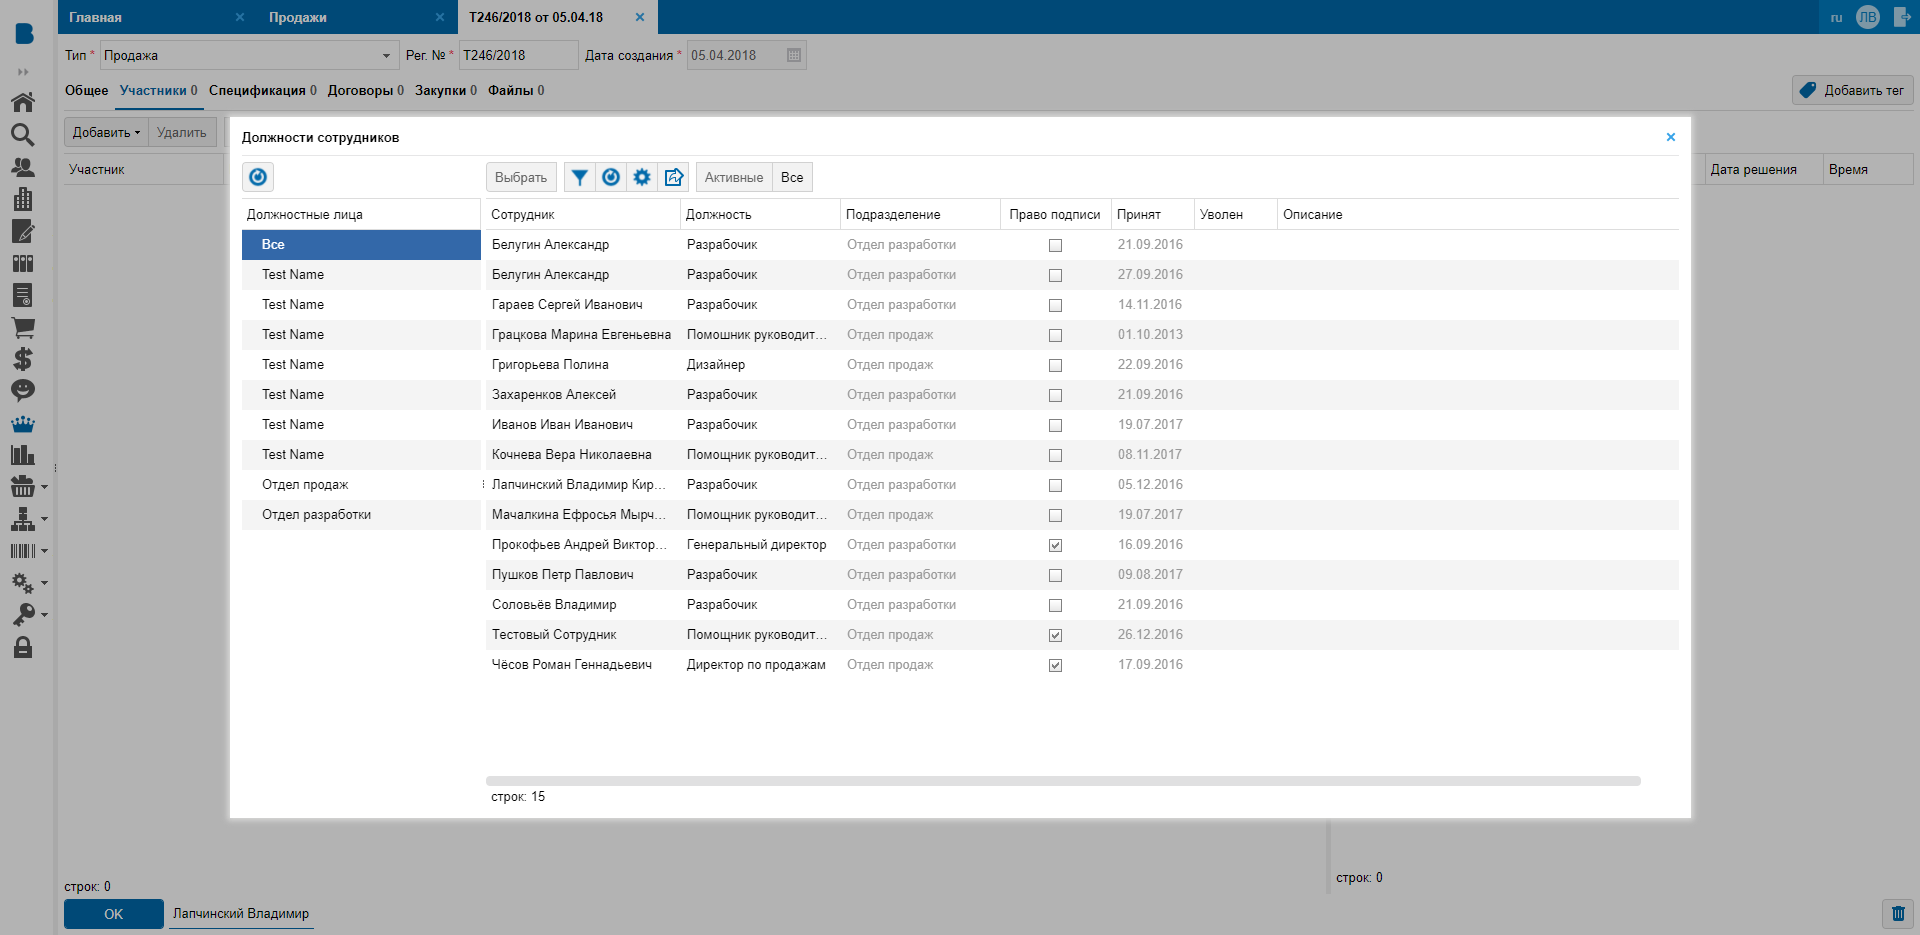 Главная Продажи T246/2018 от 05.04.18 ru ЛВ
Тип * Продажа Рег. № * T246/2018 Дата создания * 05.04.2018
Общее Участники 0 Спецификация 0 Договоры 0 Закупки 0 Файлы 0 Добавить тег
Добавить Удалить
Участник Дата решения Время
Должности сотрудников
Выбрать Активные Все
Должностные лица Сотрудник Должность Подразделение Право подписи Принят Уволен Описание
Все Белугин Александр Разрабочик Отдел разработки 21.09.2016
Test Name Белугин Александр Разрабочик Отдел разработки 27.09.2016
Test Name Гараев Сергей Иванович Разрабочик Отдел разработки 14.11.2016
Test Name Грацкова Марина Евгеньевна Помошник руководит... Отдел продаж 01.10.2013
Test Name Григорьева Полина Дизайнер Отдел продаж 22.09.2016
Test Name Захаренков Алексей Разрабочик Отдел разработки 21.09.2016
Test Name Иванов Иван Иванович Разрабочик Отдел разработки 19.07.2017
Test Name Кочнева Вера Николаевна Помощник руководит... Отдел продаж 08.11.2017
Отдел продаж Лапчинский Владимир Кир... Разрабочик Отдел разработки 05.12.2016
Отдел разработки Мачалкина Ефросья Мырч... Помощник руководит... Отдел продаж 19.07.2017
Прокофьев Андрей Виктор... Генеральный директор Отдел разработки 16.09.2016
Пушков Петр Павлович Разрабочик Отдел разработки 09.08.2017
Соловьёв Владимир Разрабочик Отдел разработки 21.09.2016
Тестовый Сотрудник Помощник руководит... Отдел продаж 26.12.2016
Чёсов Роман Геннадьевич Директор по продажам Отдел продаж 17.09.2016
строк: 15
строк: 0 строк: 0
OK Лапчинский Владимир